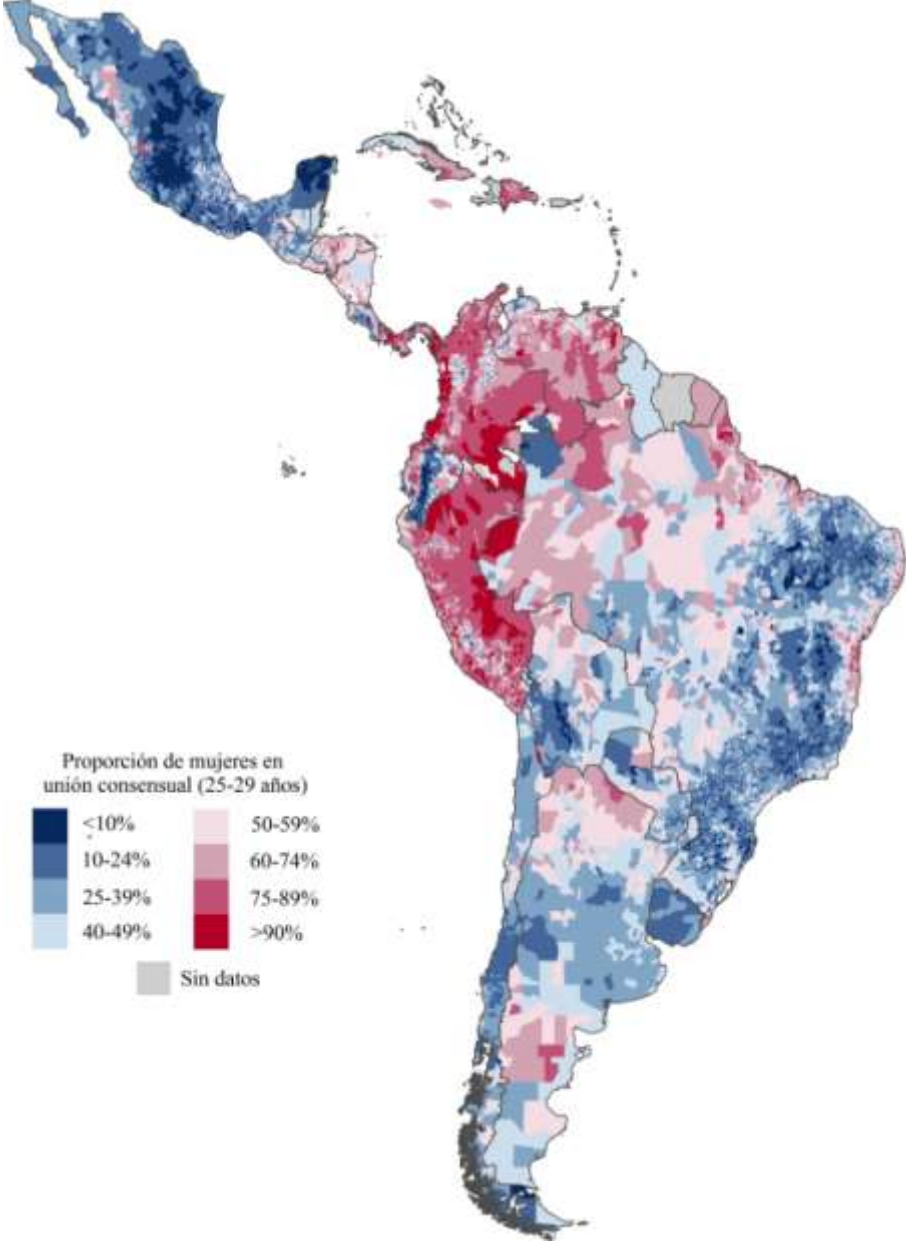 Proporción de mujeres en
unión consensual (25-29 años)
<10% 50-59%
10-24% 60-74%
25-39% 75-89%
40-49% >90%
Sin datos